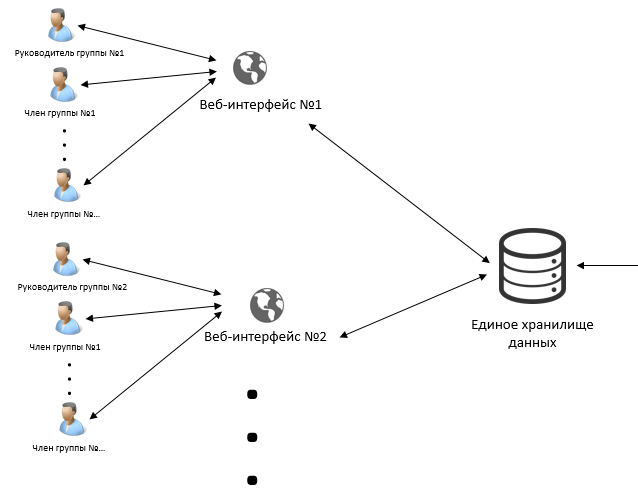 Руководитель группы №1
Член группы №1
Веб-интерфейс №1
Член группы №...
Руководитель группы №2
Член группы №1
Веб-интерфейс №2
Член группы №...
Единое хранилище
данных